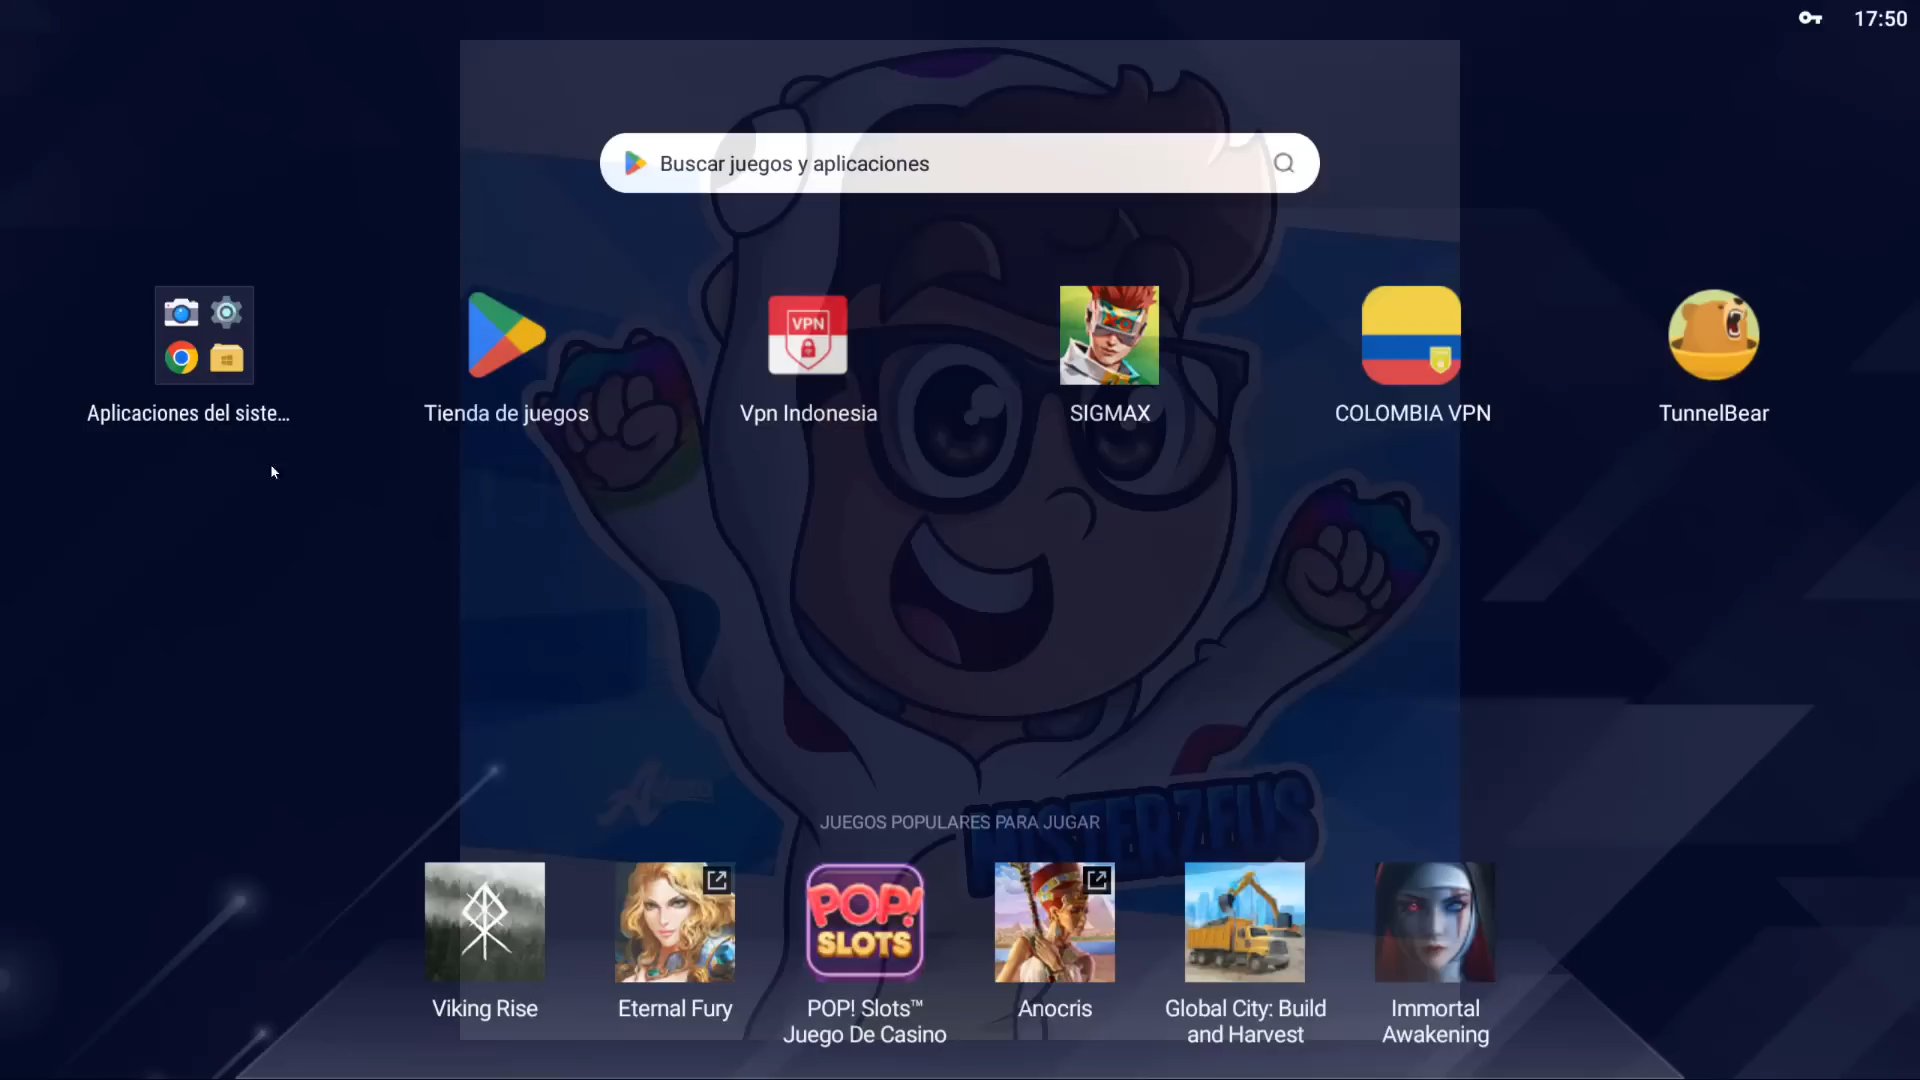 17:50
Buscar juegos y aplicaciones
VPN
Aplicaciones del siste...
Tienda de juegos
Vpn Indonesia
SIGMAX
COLOMBIA VPN
TunnelBear
MISTERZEUS
JUEGOS POPULARES PARA JUGAR
POP!
SLOTS
Viking Rise
Eternal Fury
POP! Slots™
Juego De Casino
Anocris
Global City: Build
and Harvest
Immortal
Awakening